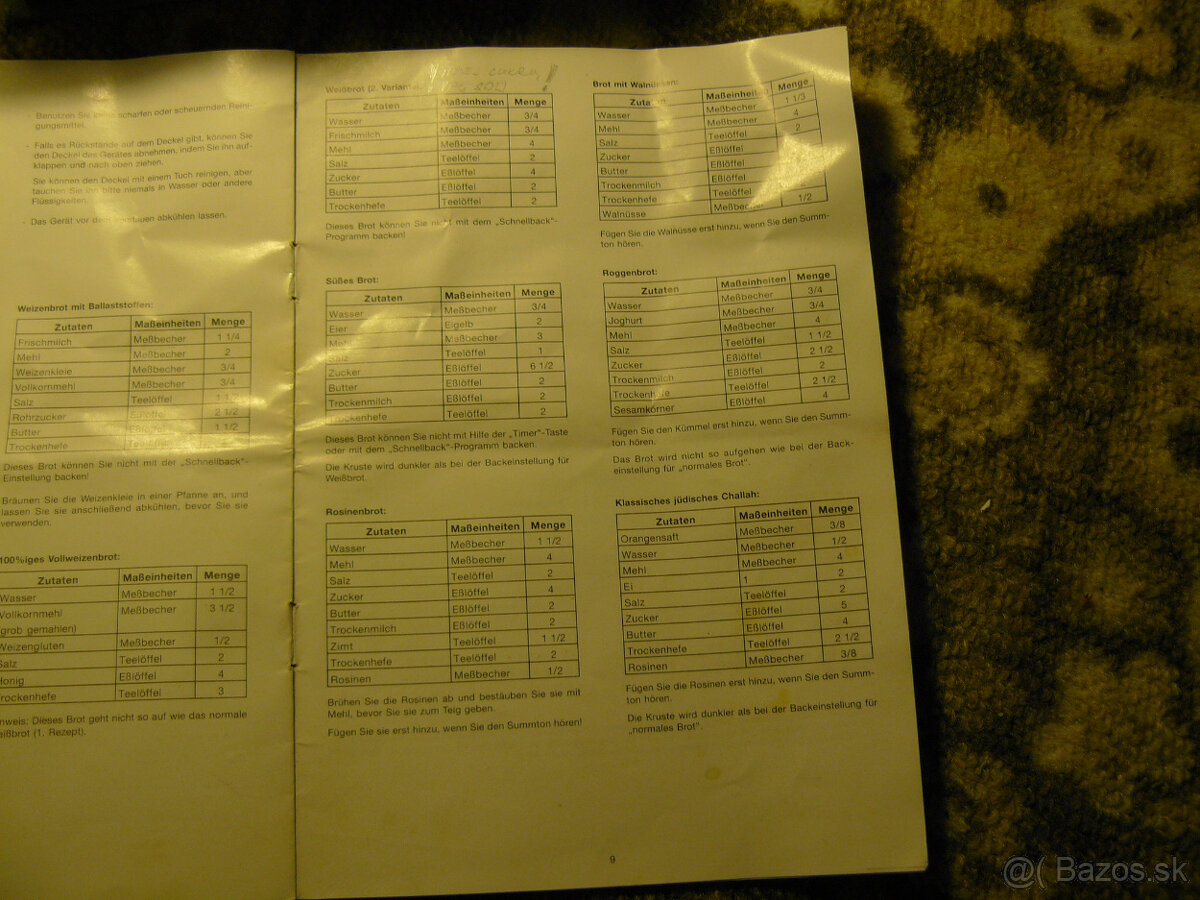 - Benutzen Sie keine scharfen oder scheuernden Reini-
gungsmittel.
- Falls es Rückstände auf dem Deckel gibt, können Sie
den Deckel des Gerätes abnehmen, indem Sie ihn auf-
klappen und nach oben ziehen.
Sie können den Deckel mit einem Tuch reinigen, aber
tauchen Sie ihn bitte niemals in Wasser oder andere
Flüssigkeiten.
- Das Gerät vor dem abkühlen lassen.
Weizenbrot mit Ballaststoffen:
Zutaten Maßeinheiten Menge
Frischmilch Meßbecher 1 1/4
Mehl Meßbecher 2
Weizenkleie Meßbecher 3/4
Vollkornmehl Meßbecher 3/4
Salz Teelöffel
Rohrzucker Eßlöffel 2 1/2
Butter Eßlöffel 1 1/2
Trockenhefe
Dieses Brot können Sie nicht mit der „Schnellback"-
Einstellung backen!
Bräunen Sie die Weizenkleie in einer Pfanne an, und
lassen Sie sie anschließend abkühlen, bevor Sie sie
verwenden.
100%iges Vollweizenbrot:
Zutaten Maßeinheiten Menge
Wasser Meßbecher 1 1/2
Vollkornmehl Meßbecher 3 1/2
(grob gemahlen)
Weizengluten Meßbecher 1/2
Salz Teelöffel 2
Honig Eßlöffel 4
Trockenhefe Teelöffel 3
nweis: Dieses Brot geht nicht so auf wie das normale
eißbrot (1. Rezept).
Weißbrot (2. Variante
Zutaten Maßeinheiten Menge
Wasser Meßbecher 3/4
Frischmilch Meßbecher 3/4
Mehl Meßbecher 4
Salz Teelöffel 2
Zucker Eßlöffel 4
Butter Eßlöffel 2
Trockenhefe Teelöffel 2
Dieses Brot können Sie nicht mit dem „Schnellback"-
Programm backen!
Süßes Brot:
Zutaten Maßeinheiten Menge
Wasser Meßbecher 3/4
Eier Eigelb 2
Mehl Meßbecher 3
Salz Teelöffel 1
Zucker Eßlöffel 6 1/2
Butter Eßlöffel 2
Trockenmilch Eßlöffel 2
Trockenhefe Teelöffel 2
Dieses Brot können Sie nicht mit Hilfe der „Timer"-Taste
oder mit dem „Schnellback"-Programm backen.
Die Kruste wird dunkler als bei der Backeinstellung für
Weißbrot.
Rosinenbrot:
Zutaten Maßeinheiten Menge
Wasser Meßbecher 1 1/2
Mehl Meßbecher 4
Salz Teelöffel 2
Zucker Eßlöffel 4
Butter Eßlöffel 2
Trockenmilch Eßlöffel 2
Zimt Teelöffel 1 1/2
Trockenhefe Teelöffel 2
Rosinen Meßbecher 1/2
Brühen Sie die Rosinen ab und bestäuben Sie sie mit
Mehl, bevor Sie sie zum Teig geben.
Fügen Sie sie erst hinzu, wenn Sie den Summton hören!
Brot mit Walnüssen:
Zutaten Maßeinheiten Menge
Wasser Meßbecher 1 1/3
Mehl Meßbecher 4
Salz Teelöffel 2
Zucker Eßlöffel
Butter Eßlöffel
Trockenmilch Eßlöffel
Trockenhefe Teelöffel
Walnüsse Meßbecher 1/2
Fügen Sie die Walnüsse erst hinzu, wenn Sie den Summ-
ton hören.
Roggenbrot:
Zutaten Maßeinheiten Menge
Wasser Meßbecher 3/4
Joghurt Meßbecher 3/4
Mehl Meßbecher 4
Salz Teelöffel 1 1/2
Zucker Eßlöffel 2 1/2
Trockenmilch Eßlöffel 2
Trockenhefe Teelöffel 2 1/2
Sesamkörner Eßlöffel 4
Fügen Sie den Kümmel erst hinzu, wenn Sie den Summ-
ton hören.
Das Brot wird nicht so aufgehen wie bei der Back-
einstellung für „normales Brot".
Klassisches jüdisches Challah:
Zutaten Maßeinheiten Menge
Orangensaft Meßbecher 3/8
Wasser Meßbecher 1/2
Mehl Meßbecher 4
Ei 1 2
Salz Teelöffel 2
Zucker Eßlöffel 5
Butter Eßlöffel 4
Trockenhefe Teelöffel 2 1/2
Rosinen Meßbecher 3/8
Fügen Sie die Rosinen erst hinzu, wenn Sie den Summ-
ton hören.
Die Kruste wird dunkler als bei der Backeinstellung für
„normales Brot".
9
@( Bazos.sk